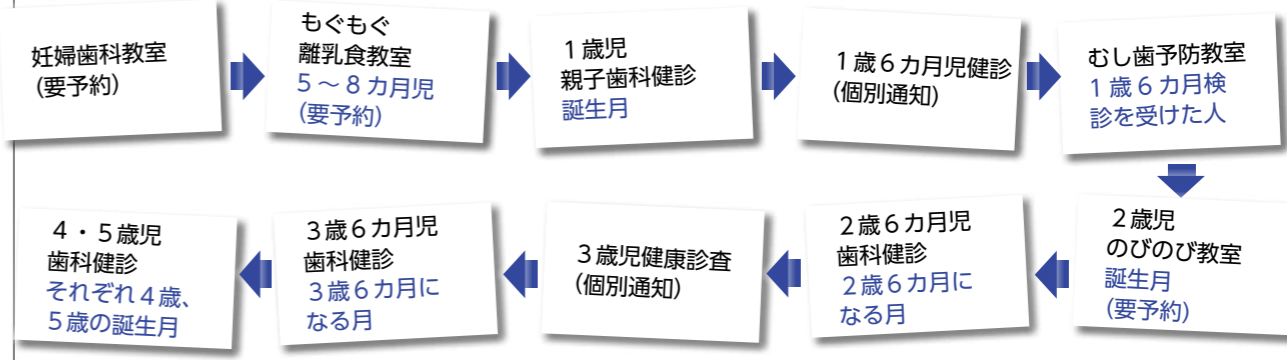 妊婦歯科教室
(要予約)
もぐもぐ
離乳食教室
５～８カ月児
(要予約)
１歳児
親子歯科健診
誕生月
１歳６カ月児健診
(個別通知)
むし歯予防教室
１歳６カ月検
診を受けた人
２歳児
のびのび教室
誕生月
(要予約)
２歳６カ月児
歯科健診
２歳６カ月に
なる月
３歳児健康診査
(個別通知)
３歳６カ月児
歯科健診
３歳６カ月に
なる月
４・５歳児
歯科健診
それぞれ４歳、
５歳の誕生月